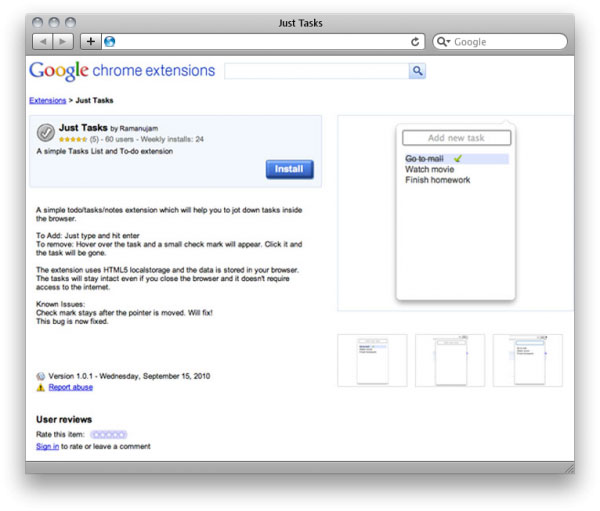 Just Tasks
Google
Google chrome extensions
Extensions > Just Tasks
Just Tasks by Ramanujam
(5) - 60 users - Weekly installs: 24
A simple Tasks List and To-do extension
Install
A simple todo/tasks/notes extension which will help you to jot down tasks inside
the browser.
To Add: Just type and hit enter
To remove: Hover over the task and a small check mark will appear. Click it and
the task will be gone.
The extension uses HTML5 localstorage and the data is stored in your browser.
The tasks will stay intact even if you close the browser and it doesn't require
access to the internet.
Known Issues:
Check mark stays after the pointer is moved. Will fix!
This bug is now fixed.
Version 1.0.1 - Wednesday, September 15, 2010
Report abuse
User reviews
Rate this item:
Sign in to rate or leave a comment
Add new task
Go to mall
Watch movie
Finish homework